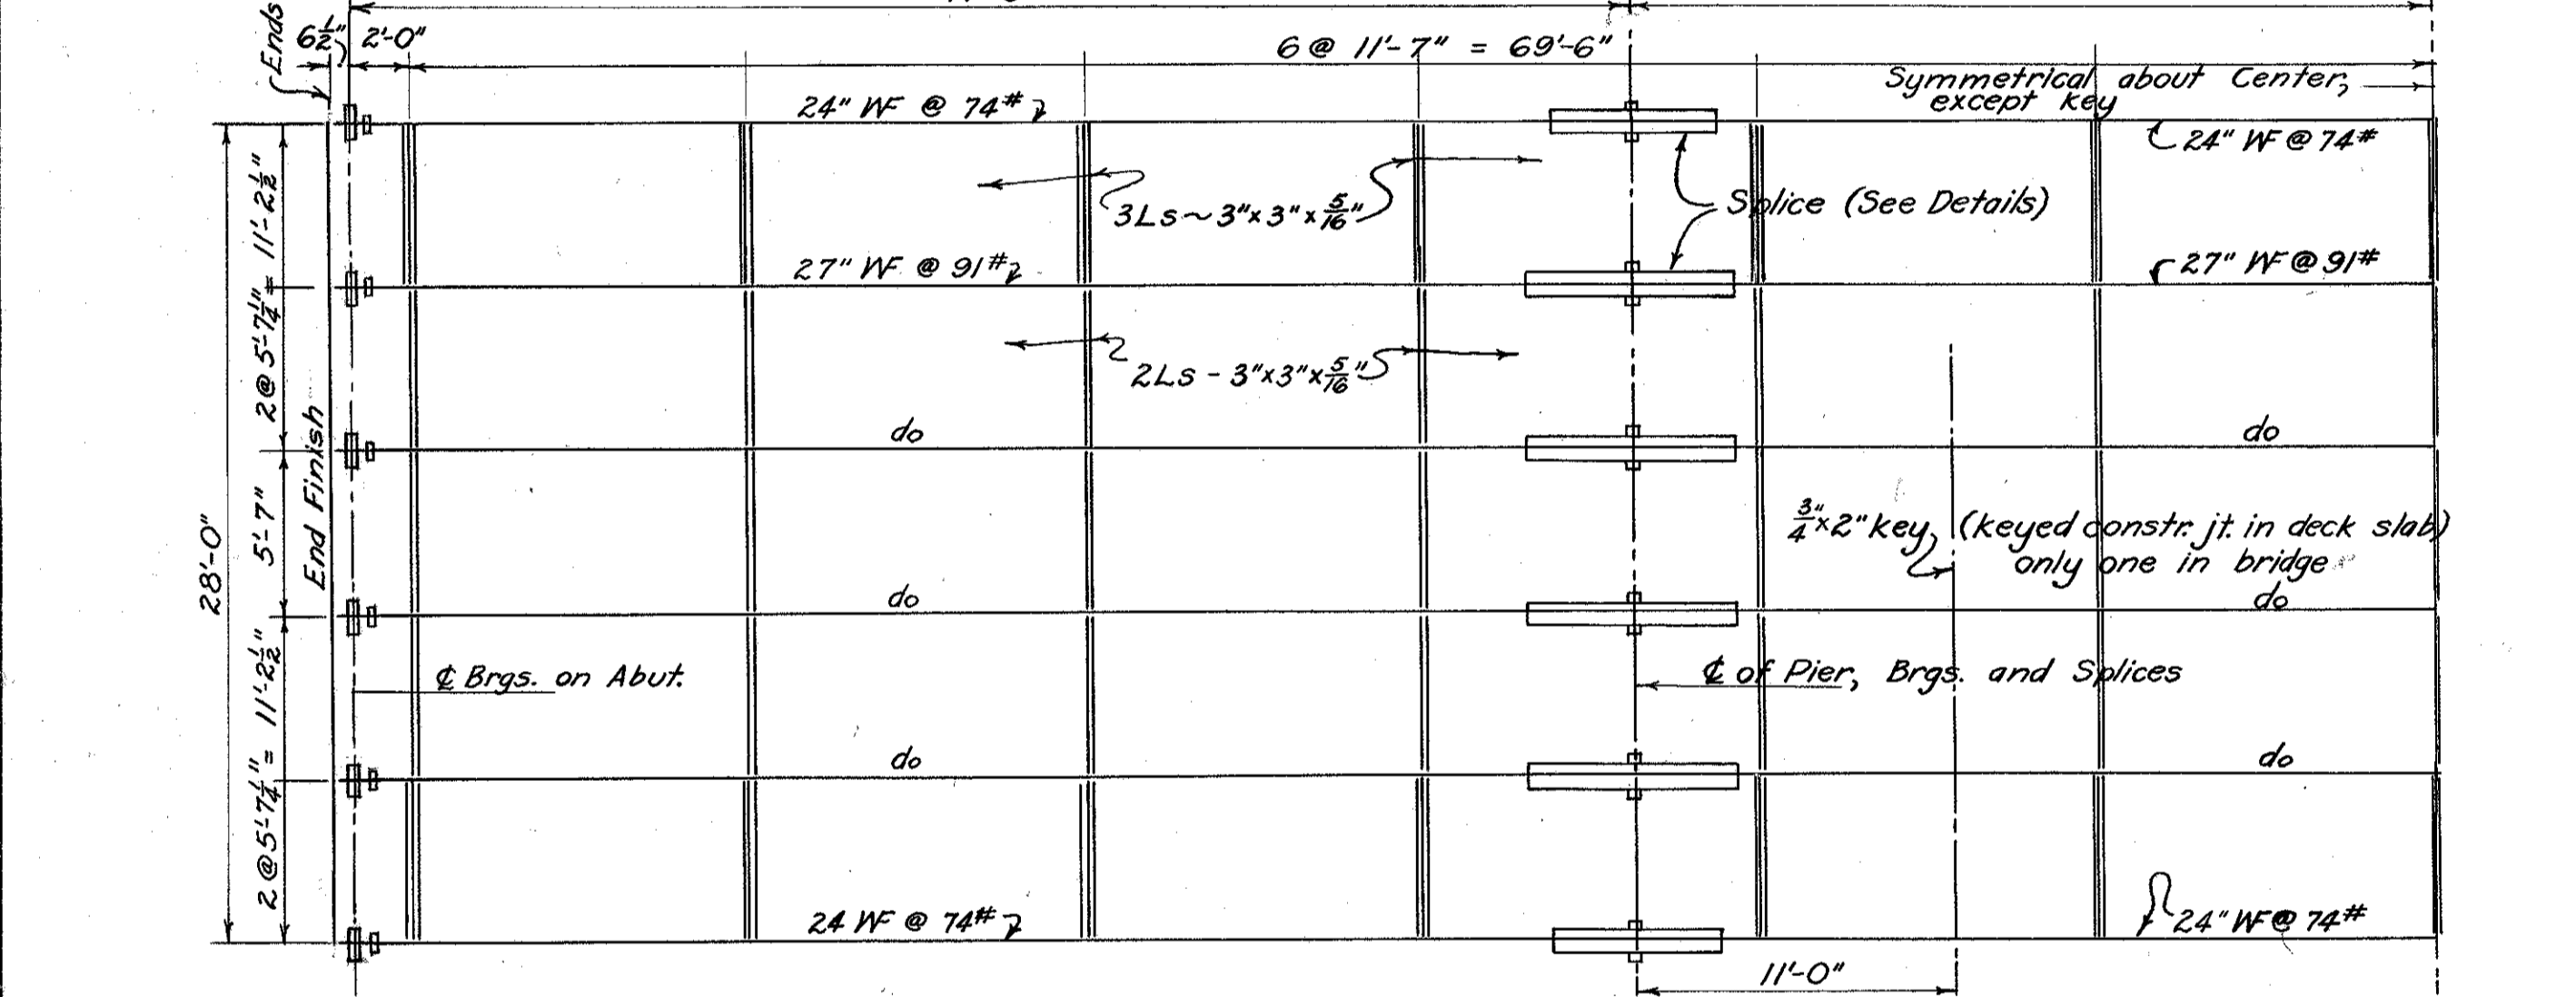 Ends
6½" 2'-0"
6 @ 11'-7" = 69'-6"
Symmetrical about Center,
except key
24" WF @ 74#
24" WF @ 74#
3Ls ~ 3"x3"x5/16"
Splice (See Details)
27" WF @ 91#
27" WF @ 91#
2 @ 5'-7¼" = 11'-2½"
2Ls - 3"x3"x5/16"
do
do
End Finish
5'-7"
28'-0"
¾"x2" key, (keyed constr. jt. in deck slab)
only one in bridge
do
do
℄ Brgs. on Abut.
℄ of Pier, Brgs. and Splices
2 @ 5'-7¼" = 11'-2½"
do
do
24 WF @ 74#
24" WF @ 74#
11'-0"